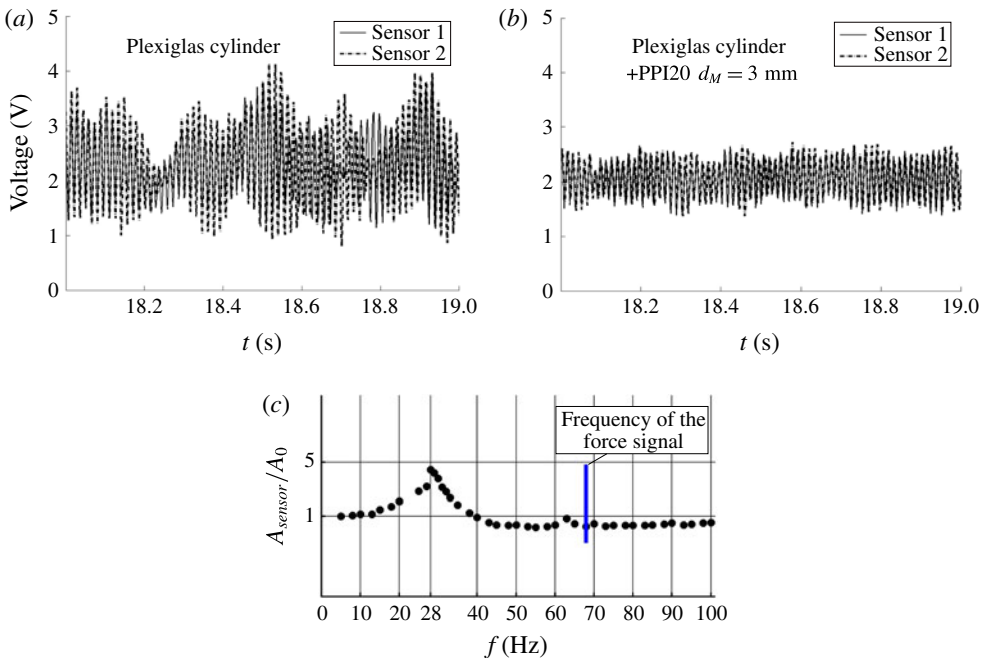 (a)
5
4
3
2
1
0
Voltage (V)
Plexiglas cylinder
Sensor 1
Sensor 2
18.2 18.4 18.6 18.8 19.0
t (s)
(b)
5
4
3
2
1
0
Plexiglas cylinder
+PPI20 d_M = 3 mm
Sensor 1
Sensor 2
18.2 18.4 18.6 18.8 19.0
t (s)
(c)
A_sensor/A_0
5
1
Frequency of the
force signal
0 10 20 28 40 50 60 70 80 90 100
f (Hz)